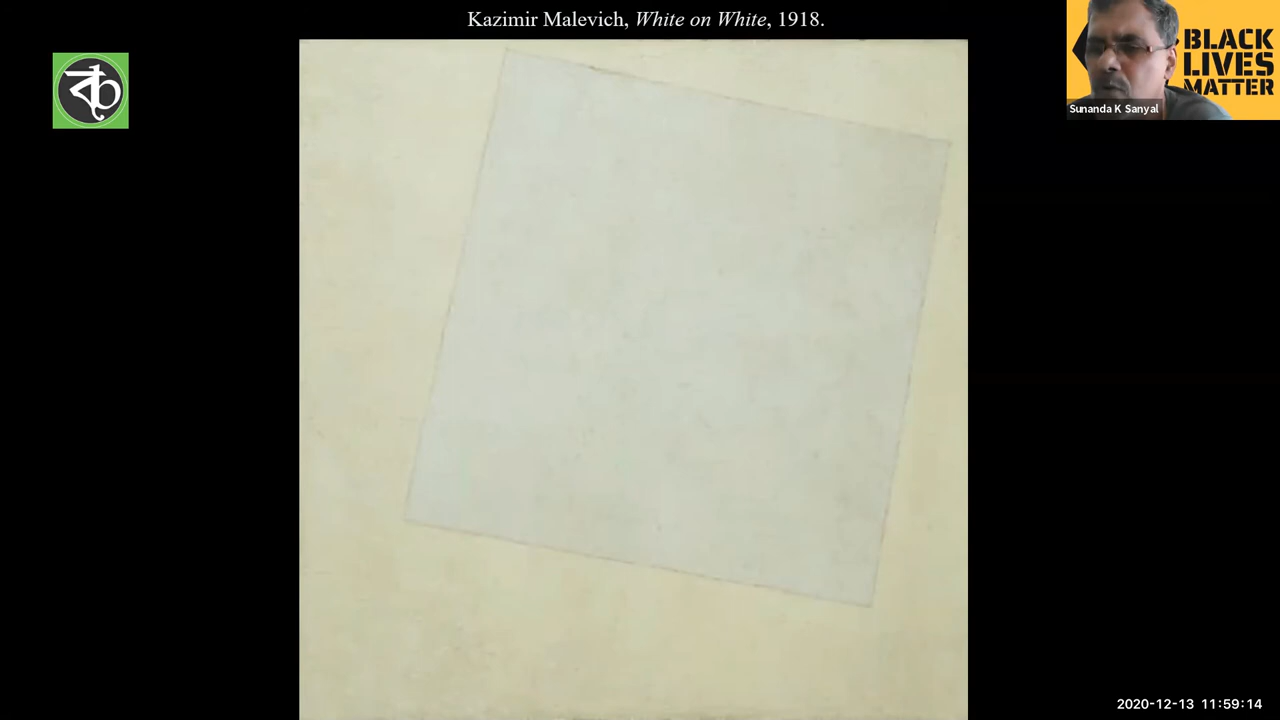 Kazimir Malevich, White on White, 1918.
BLACK
LIVES
MATTER
Sunanda K Sanyal
2020-12-13 11:59:14